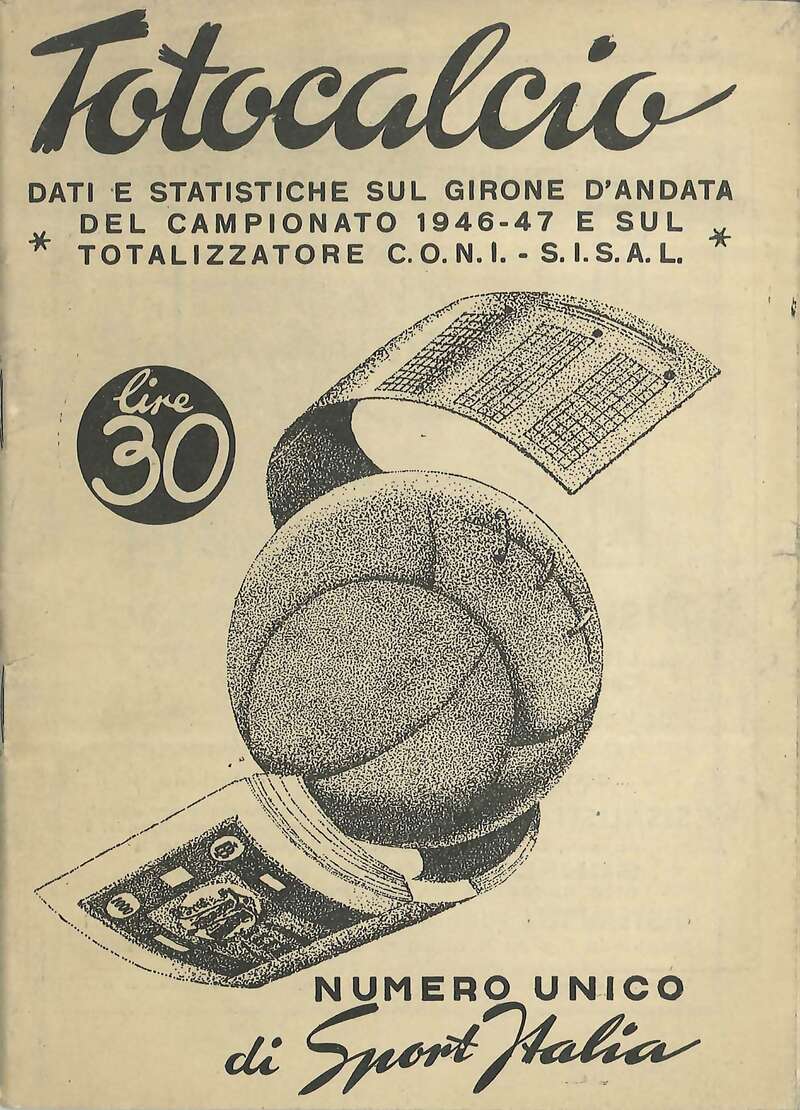 Totocalcio
DATI E STATISTICHE SUL GIRONE D'ANDATA
DEL CAMPIONATO 1946-47 E SUL
* TOTALIZZATORE C.O.N.I. - S.I.S.A.L. *
lire
30
1000
NUMERO UNICO
di Sport Italia